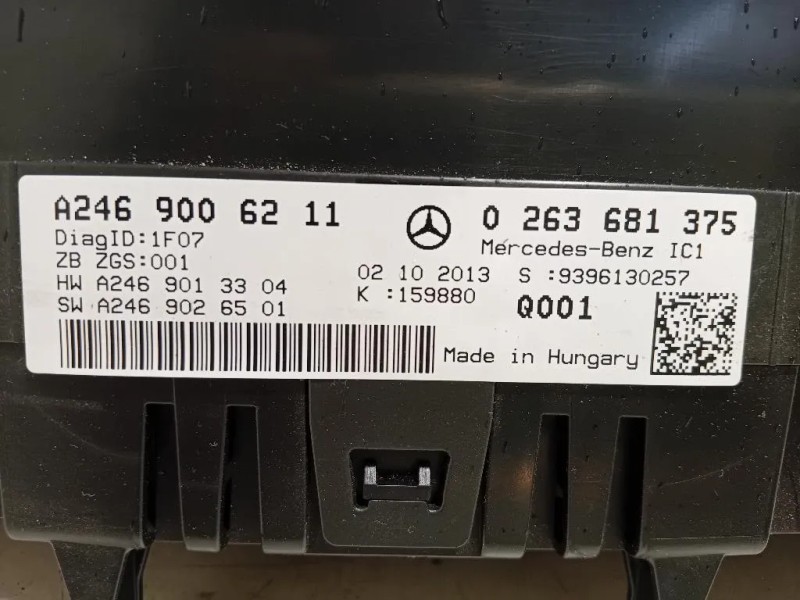 A246 900 62 11
0 263 681 375
DiagID:1F07
Mercedes-Benz IC1
ZB ZGS:001
02 10 2013 S :9396130257
HW A246 901 33 04
K :159880
Q001
SW A246 902 65 01
Made in Hungary